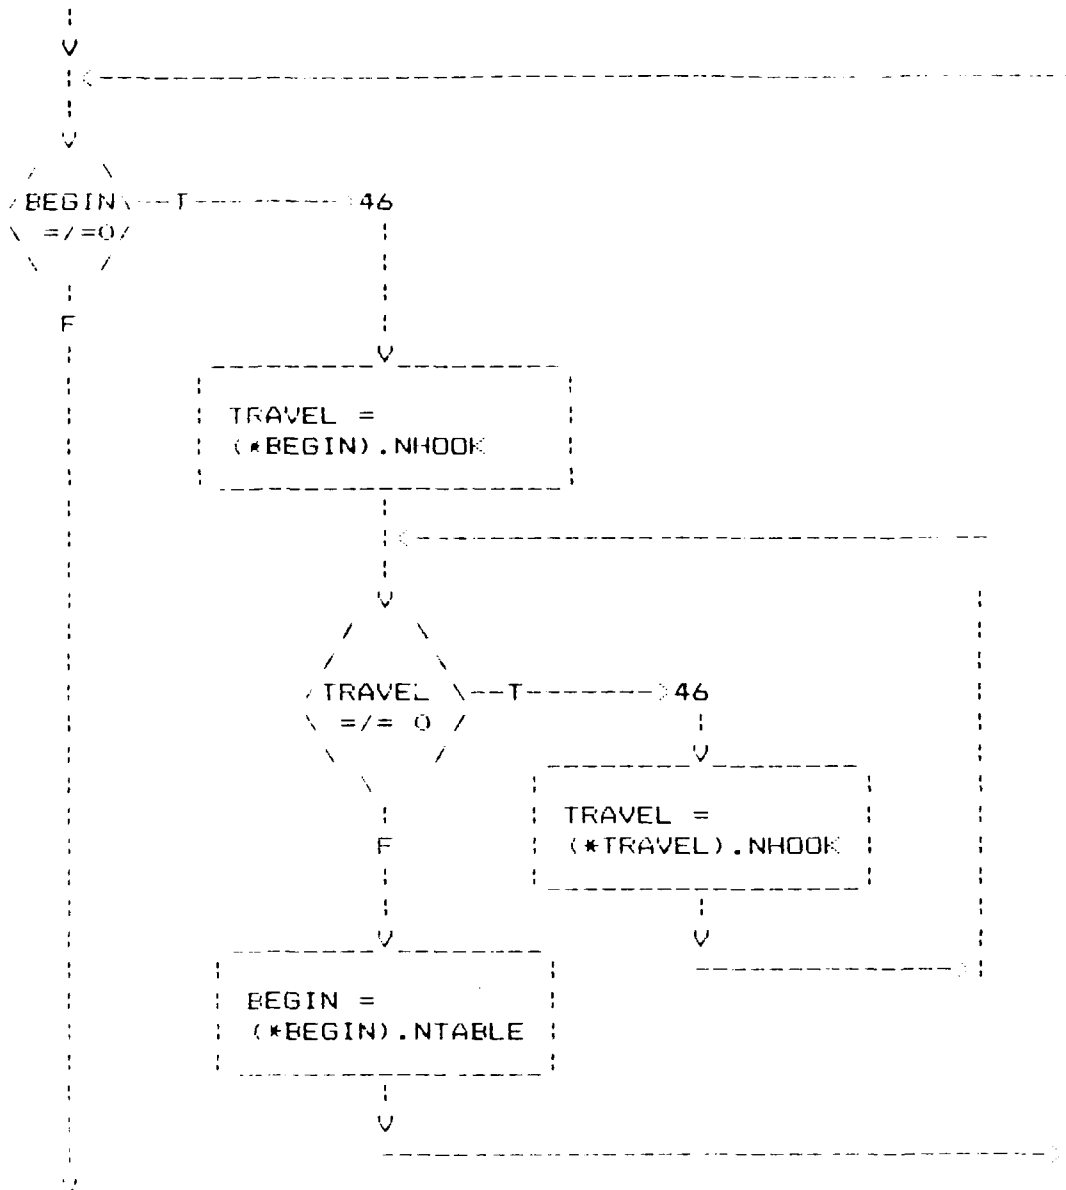 BEGIN --T-------->46
=/=0
F
TRAVEL =
(*BEGIN).NHOOK
TRAVEL --T------->46
=/= 0
TRAVEL =
F
(*TRAVEL).NHOOK
BEGIN =
(*BEGIN).NTABLE